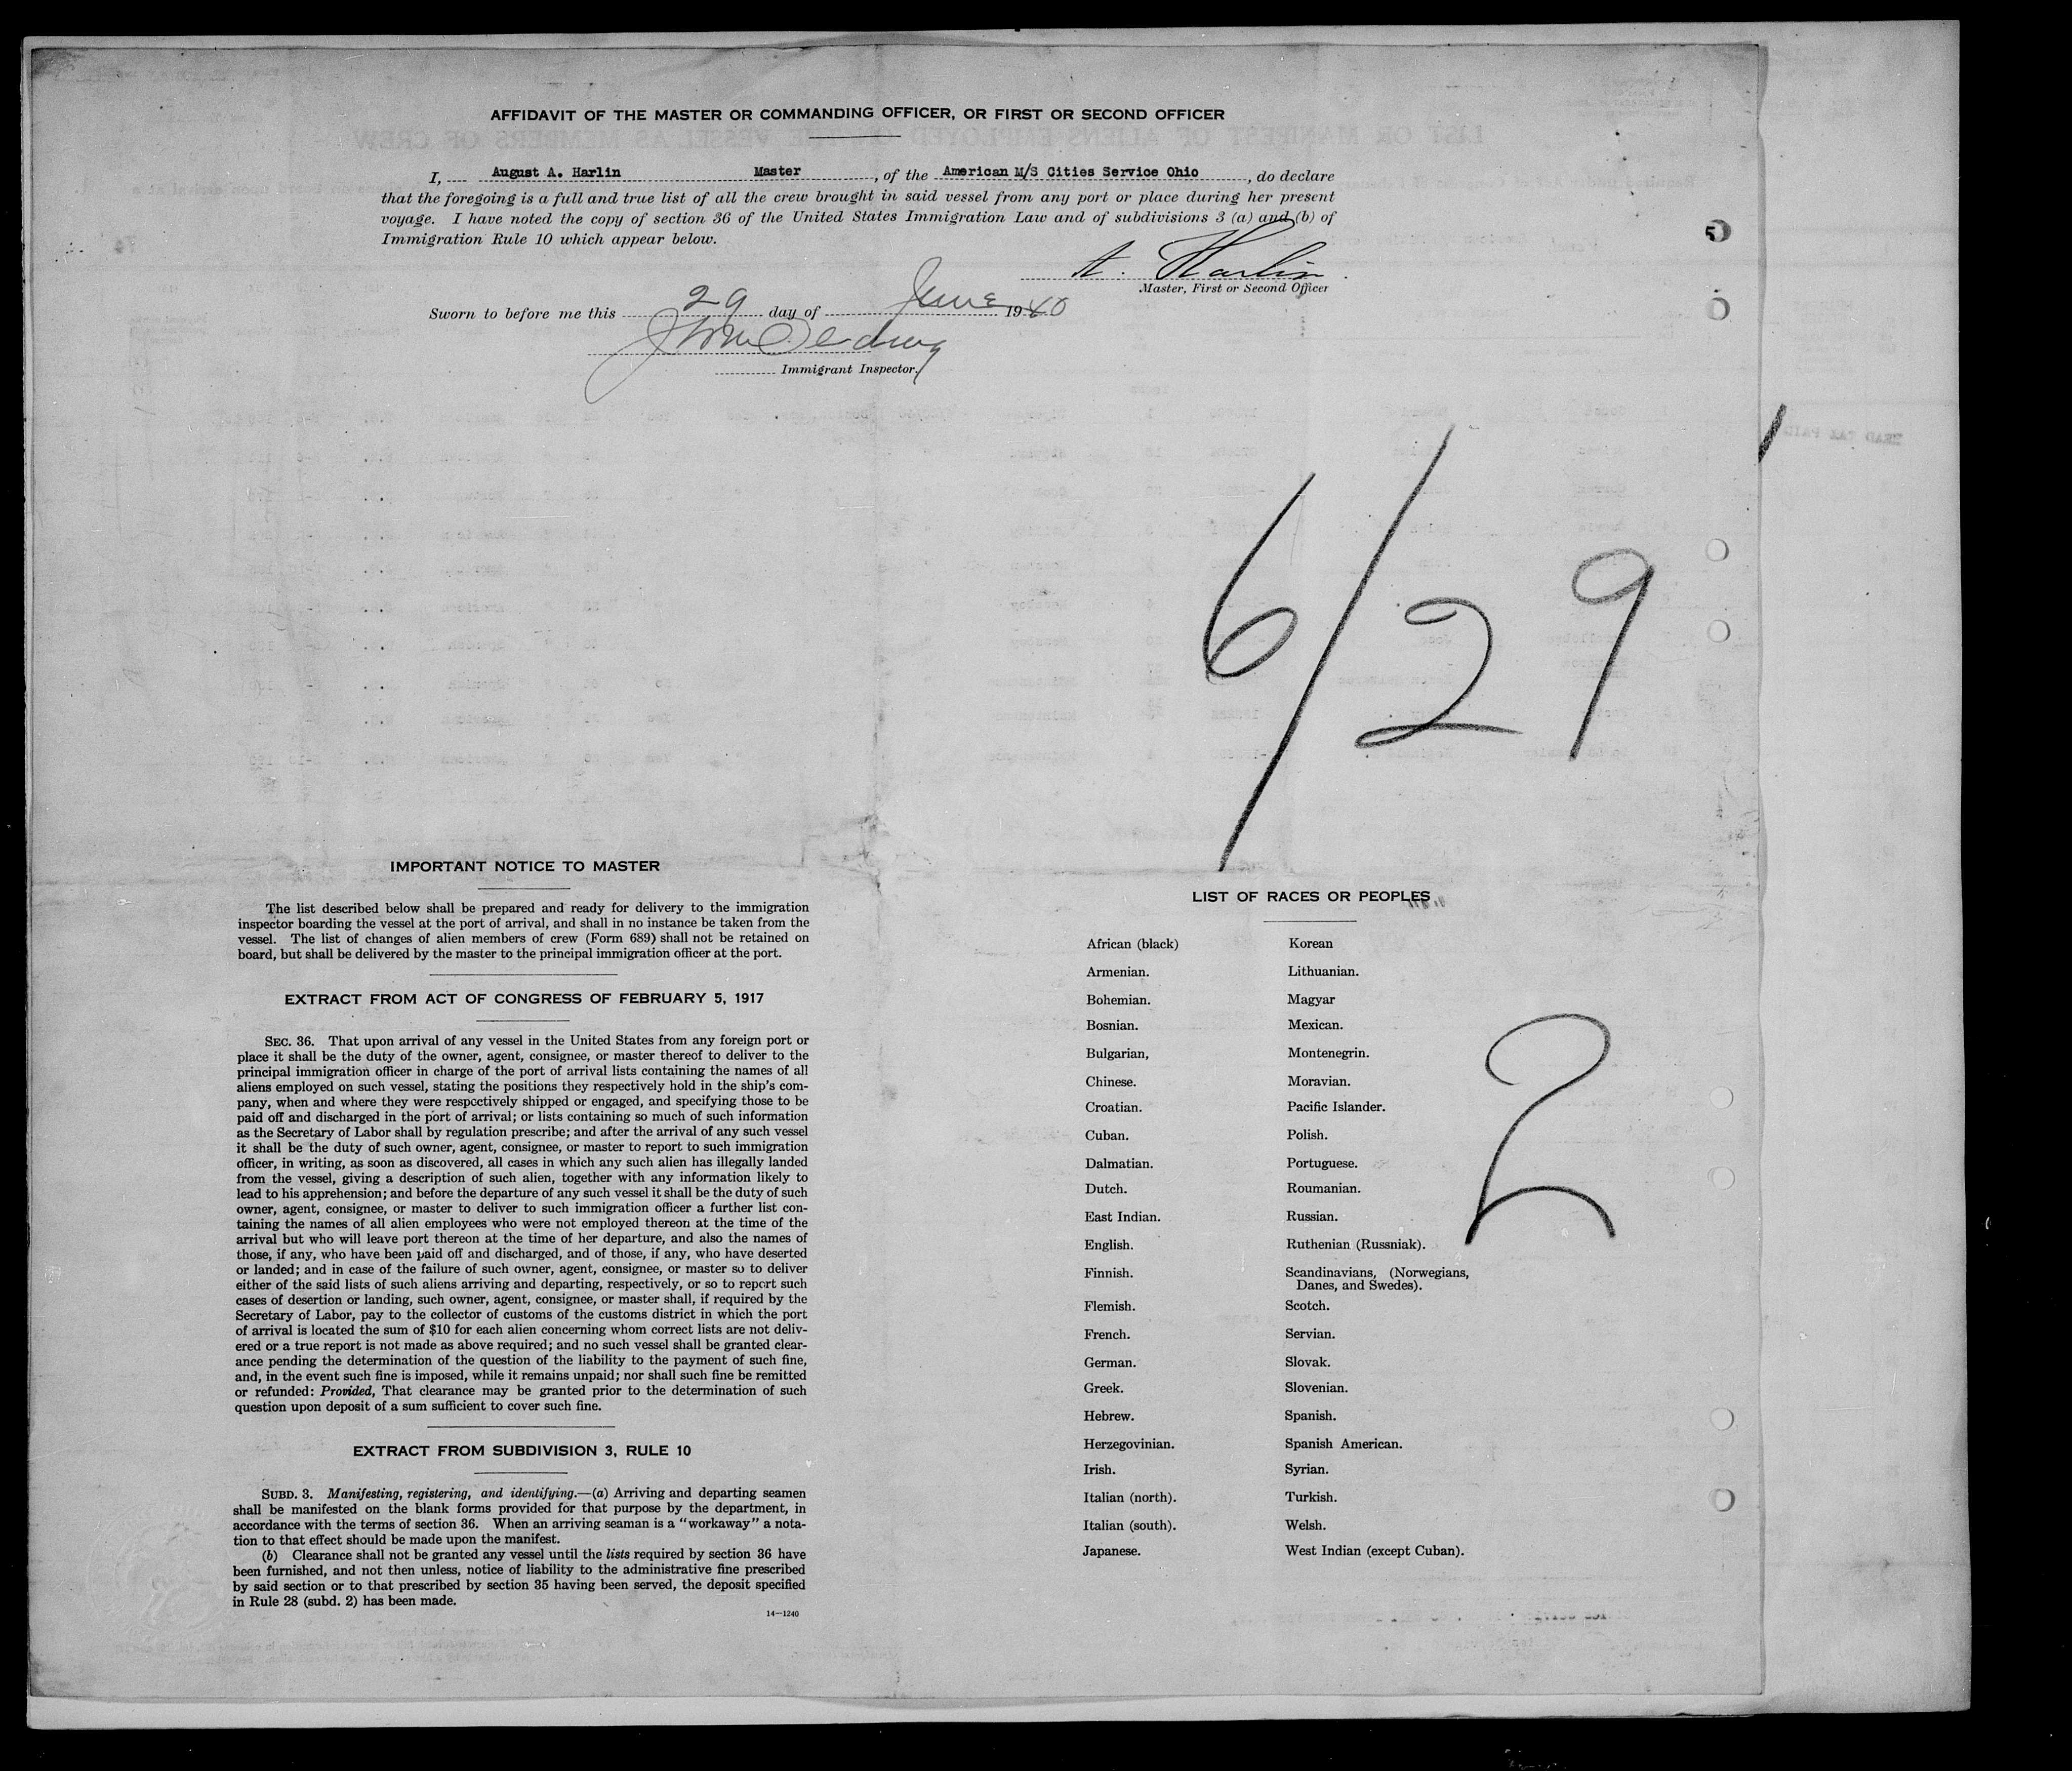 AFFIDAVIT OF THE MASTER OR COMMANDING OFFICER, OR FIRST OR SECOND OFFICER
I, August A. Harlin Master, of the American M/S Cities Service Ohio, do declare
that the foregoing is a full and true list of all the crew brought in said vessel from any port or place during her present
voyage. I have noted the copy of section 36 of the United States Immigration Law and of subdivisions 3 (a) and (b) of
Immigration Rule 10 which appear below.
A. Harlin
Master, First or Second Officer
Sworn to before me this 29 day of June 1940
Immigrant Inspector.
5
6/29
IMPORTANT NOTICE TO MASTER
The list described below shall be prepared and ready for delivery to the immigration
inspector boarding the vessel at the port of arrival, and shall in no instance be taken from the
vessel. The list of changes of alien members of crew (Form 689) shall not be retained on
board, but shall be delivered by the master to the principal immigration officer at the port.
EXTRACT FROM ACT OF CONGRESS OF FEBRUARY 5, 1917
SEC. 36. That upon arrival of any vessel in the United States from any foreign port or
place it shall be the duty of the owner, agent, consignee, or master thereof to deliver to the
principal immigration officer in charge of the port of arrival lists containing the names of all
aliens employed on such vessel, stating the positions they respectively hold in the ship's com-
pany, when and where they were respectively shipped or engaged, and specifying those to be
paid off and discharged in the port of arrival; or lists containing so much of such information
as the Secretary of Labor shall by regulation prescribe; and after the arrival of any such vessel
it shall be the duty of such owner, agent, consignee, or master to report to such immigration
officer, in writing, as soon as discovered, all cases in which any such alien has illegally landed
from the vessel, giving a description of such alien, together with any information likely to
lead to his apprehension; and before the departure of any such vessel it shall be the duty of such
owner, agent, consignee, or master to deliver to such immigration officer a further list con-
taining the names of all alien employees who were not employed thereon at the time of the
arrival but who will leave port thereon at the time of her departure, and also the names of
those, if any, who have been paid off and discharged, and of those, if any, who have deserted
or landed; and in case of the failure of such owner, agent, consignee, or master so to deliver
either of the said lists of such aliens arriving and departing, respectively, or so to report such
cases of desertion or landing, such owner, agent, consignee, or master shall, if required by the
Secretary of Labor, pay to the collector of customs of the customs district in which the port
of arrival is located the sum of $10 for each alien concerning whom correct lists are not deliv-
ered or a true report is not made as above required; and no such vessel shall be granted clear-
ance pending the determination of the question of the liability to the payment of such fine,
and, in the event such fine is imposed, while it remains unpaid; nor shall such fine be remitted
or refunded: Provided, That clearance may be granted prior to the determination of such
question upon deposit of a sum sufficient to cover such fine.
EXTRACT FROM SUBDIVISION 3, RULE 10
SUBD. 3. Manifesting, registering, and identifying.—(a) Arriving and departing seamen
shall be manifested on the blank forms provided for that purpose by the department, in
accordance with the terms of section 36. When an arriving seaman is a "workaway" a nota-
tion to that effect should be made upon the manifest.
(b) Clearance shall not be granted any vessel until the lists required by section 36 have
been furnished, and not then unless, notice of liability to the administrative fine prescribed
by said section or to that prescribed by section 35 having been served, the deposit specified
in Rule 28 (subd. 2) has been made.
14—1240
LIST OF RACES OR PEOPLES
African (black)
Armenian.
Bohemian.
Bosnian.
Bulgarian,
Chinese.
Croatian.
Cuban.
Dalmatian.
Dutch.
East Indian.
English.
Finnish.
Flemish.
French.
German.
Greek.
Hebrew.
Herzegovinian.
Irish.
Italian (north).
Italian (south).
Japanese.
Korean
Lithuanian.
Magyar
Mexican.
Montenegrin.
Moravian.
Pacific Islander.
Polish.
Portuguese.
Roumanian.
Russian.
Ruthenian (Russniak).
Scandinavians, (Norwegians,
Danes, and Swedes).
Scotch.
Servian.
Slovak.
Slovenian.
Spanish.
Spanish American.
Syrian.
Turkish.
Welsh.
West Indian (except Cuban).
2